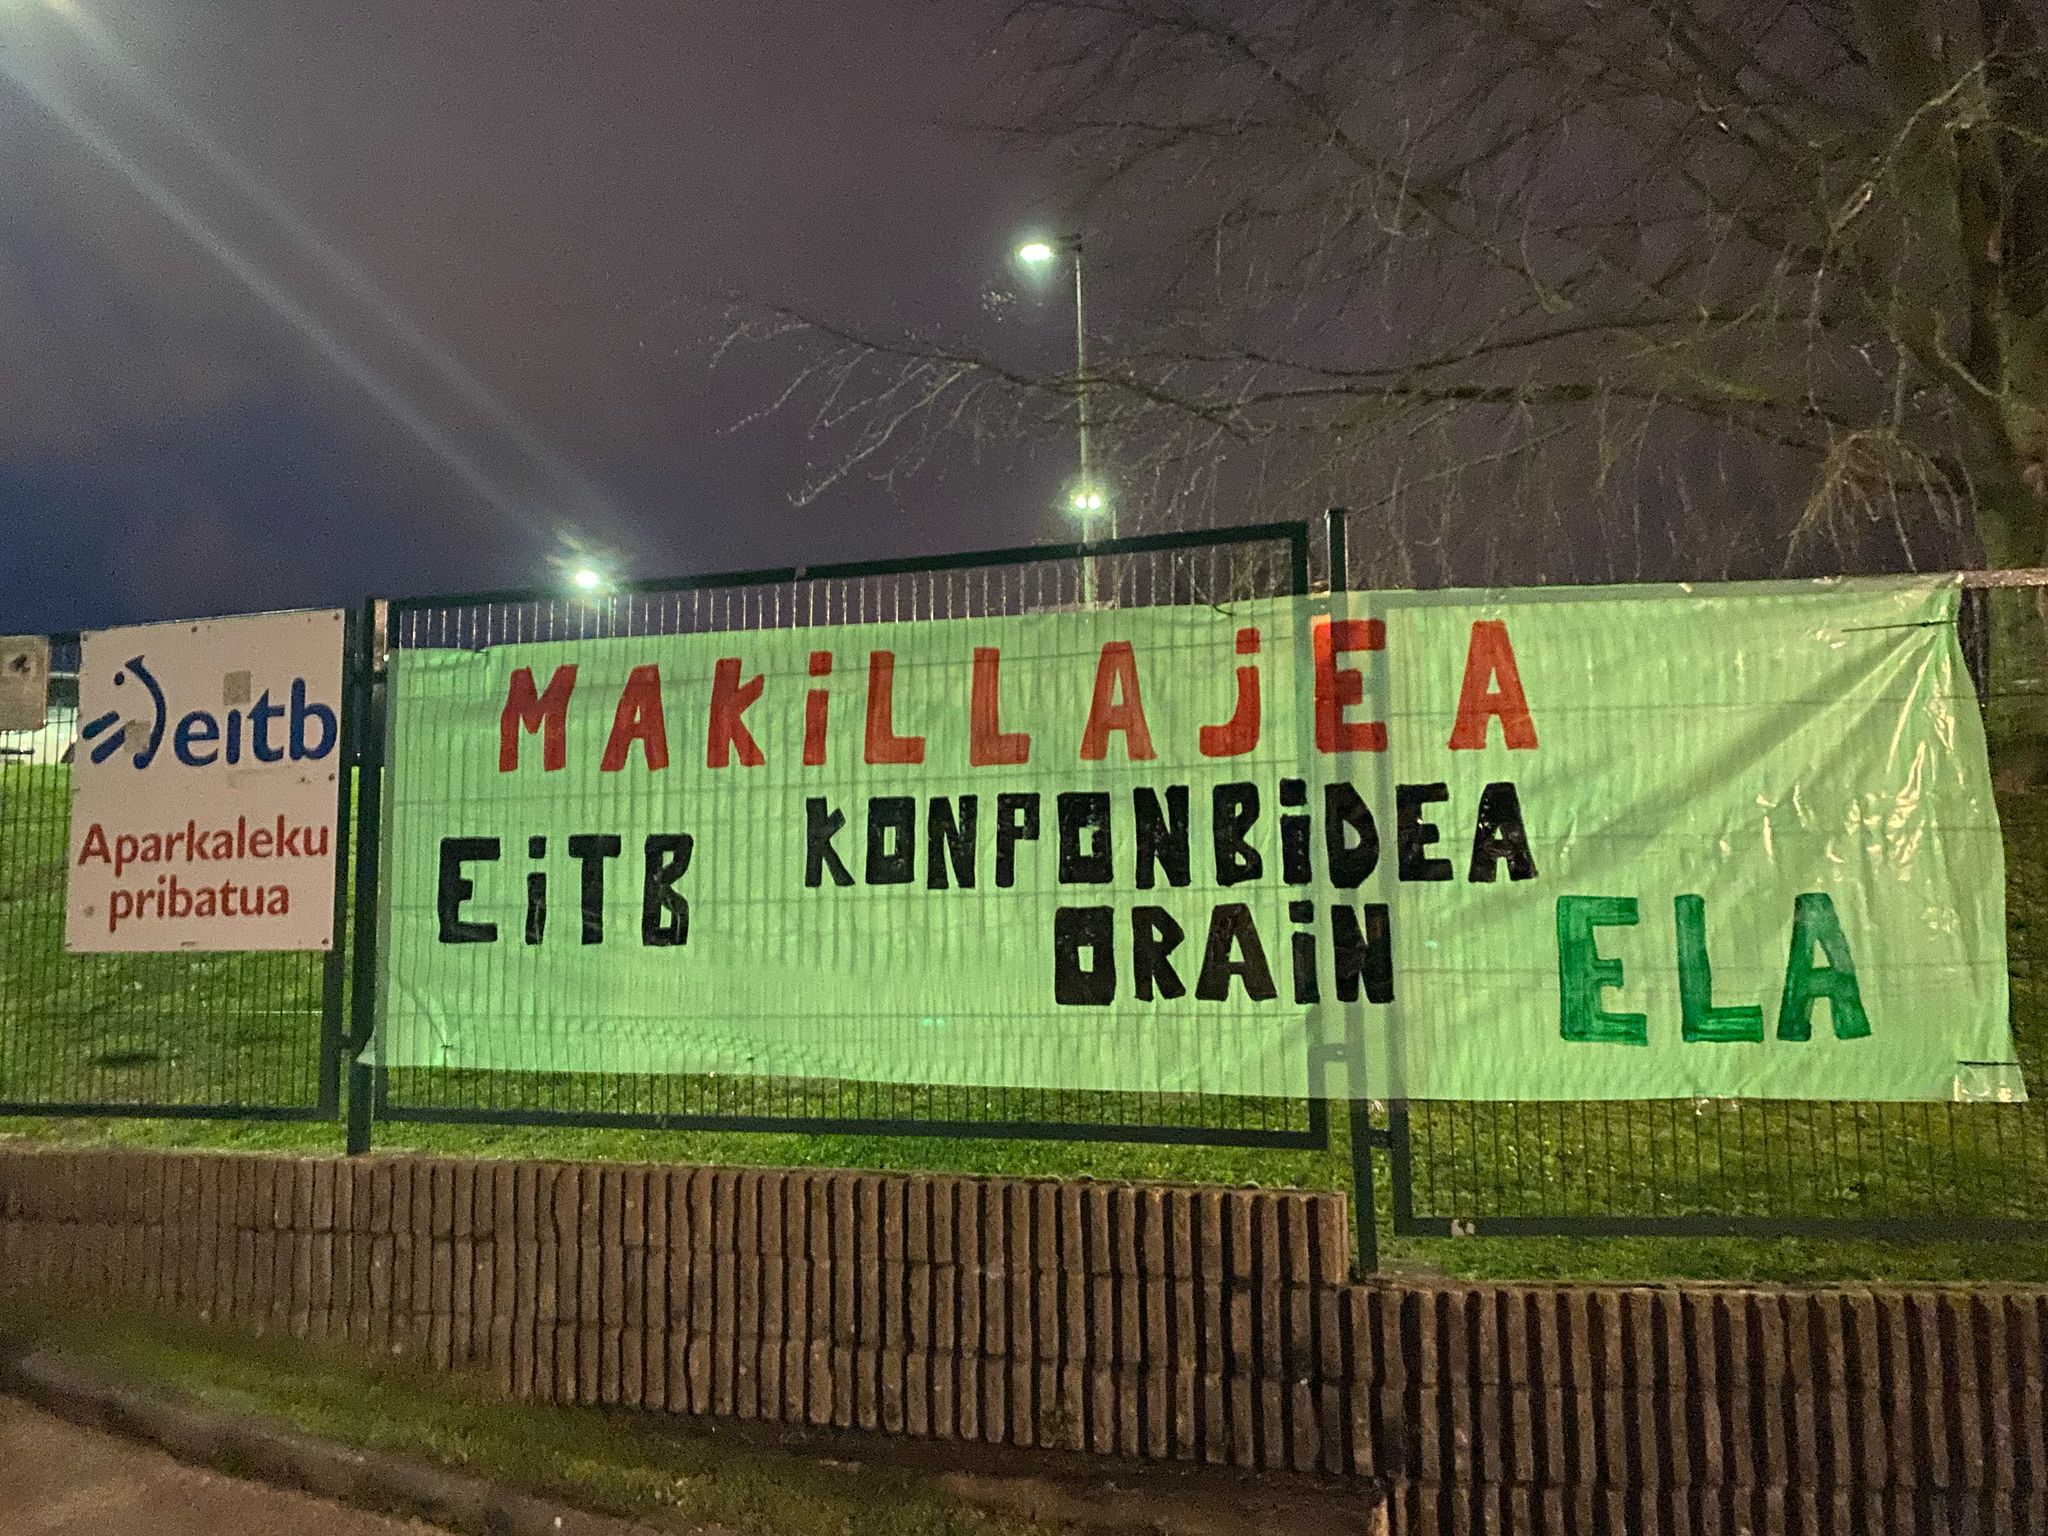 eitb
Aparkaleku
pribatua
MAKiLLAjEA
EiTB KONPONBiDEA
ORAiN
ELA